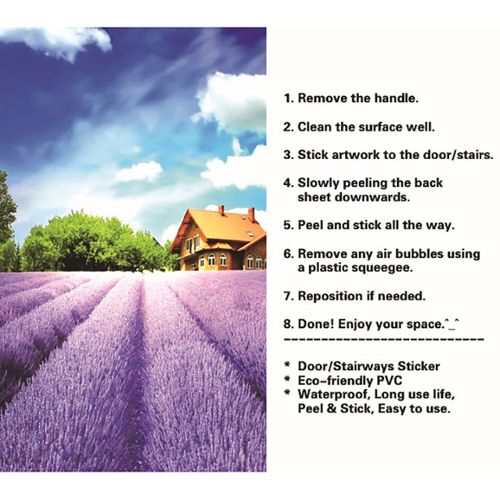 1. Remove the handle.
2. Clean the surface well.
3. Stick artwork to the door/stairs.
4. Slowly peeling the back
sheet downwards.
5. Peel and stick all the way.
6. Remove any air bubbles using
a plastic squeegee.
7. Reposition if needed.
8. Done! Enjoy your space.^_^
----------------------------
* Door/Stairways Sticker
* Eco-friendly PVC
* Waterproof, Long use life,
Peel & Stick, Easy to use.